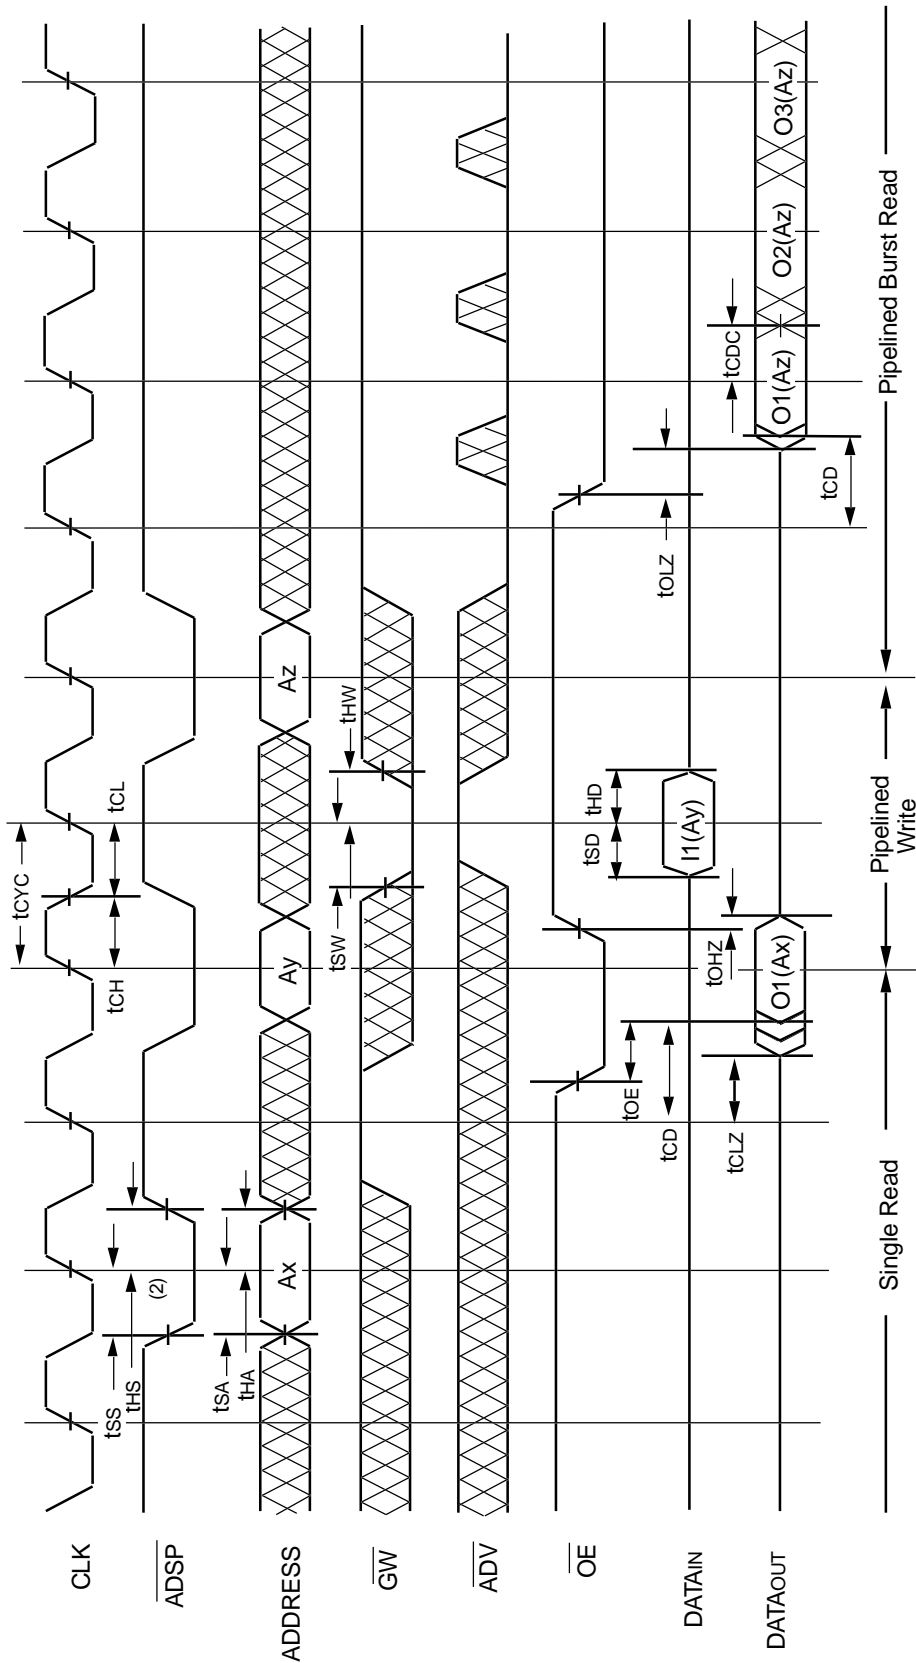 CLK
tCYC
tCH
tCL
tSS
tHS
ADSP
(2)
ADDRESS
tSA
tHA
Ax
Ay
Az
GW
tSW
tHW
ADV
OE
tOE
tOHZ
tOLZ
DATAIN
tSD
tHD
I1(Ay)
tCD
DATAOUT
tCLZ
O1(Ax)
tCDC
O1(Az)
O2(Az)
O3(Az)
tCD
Single Read
Pipelined
Write
Pipelined Burst Read